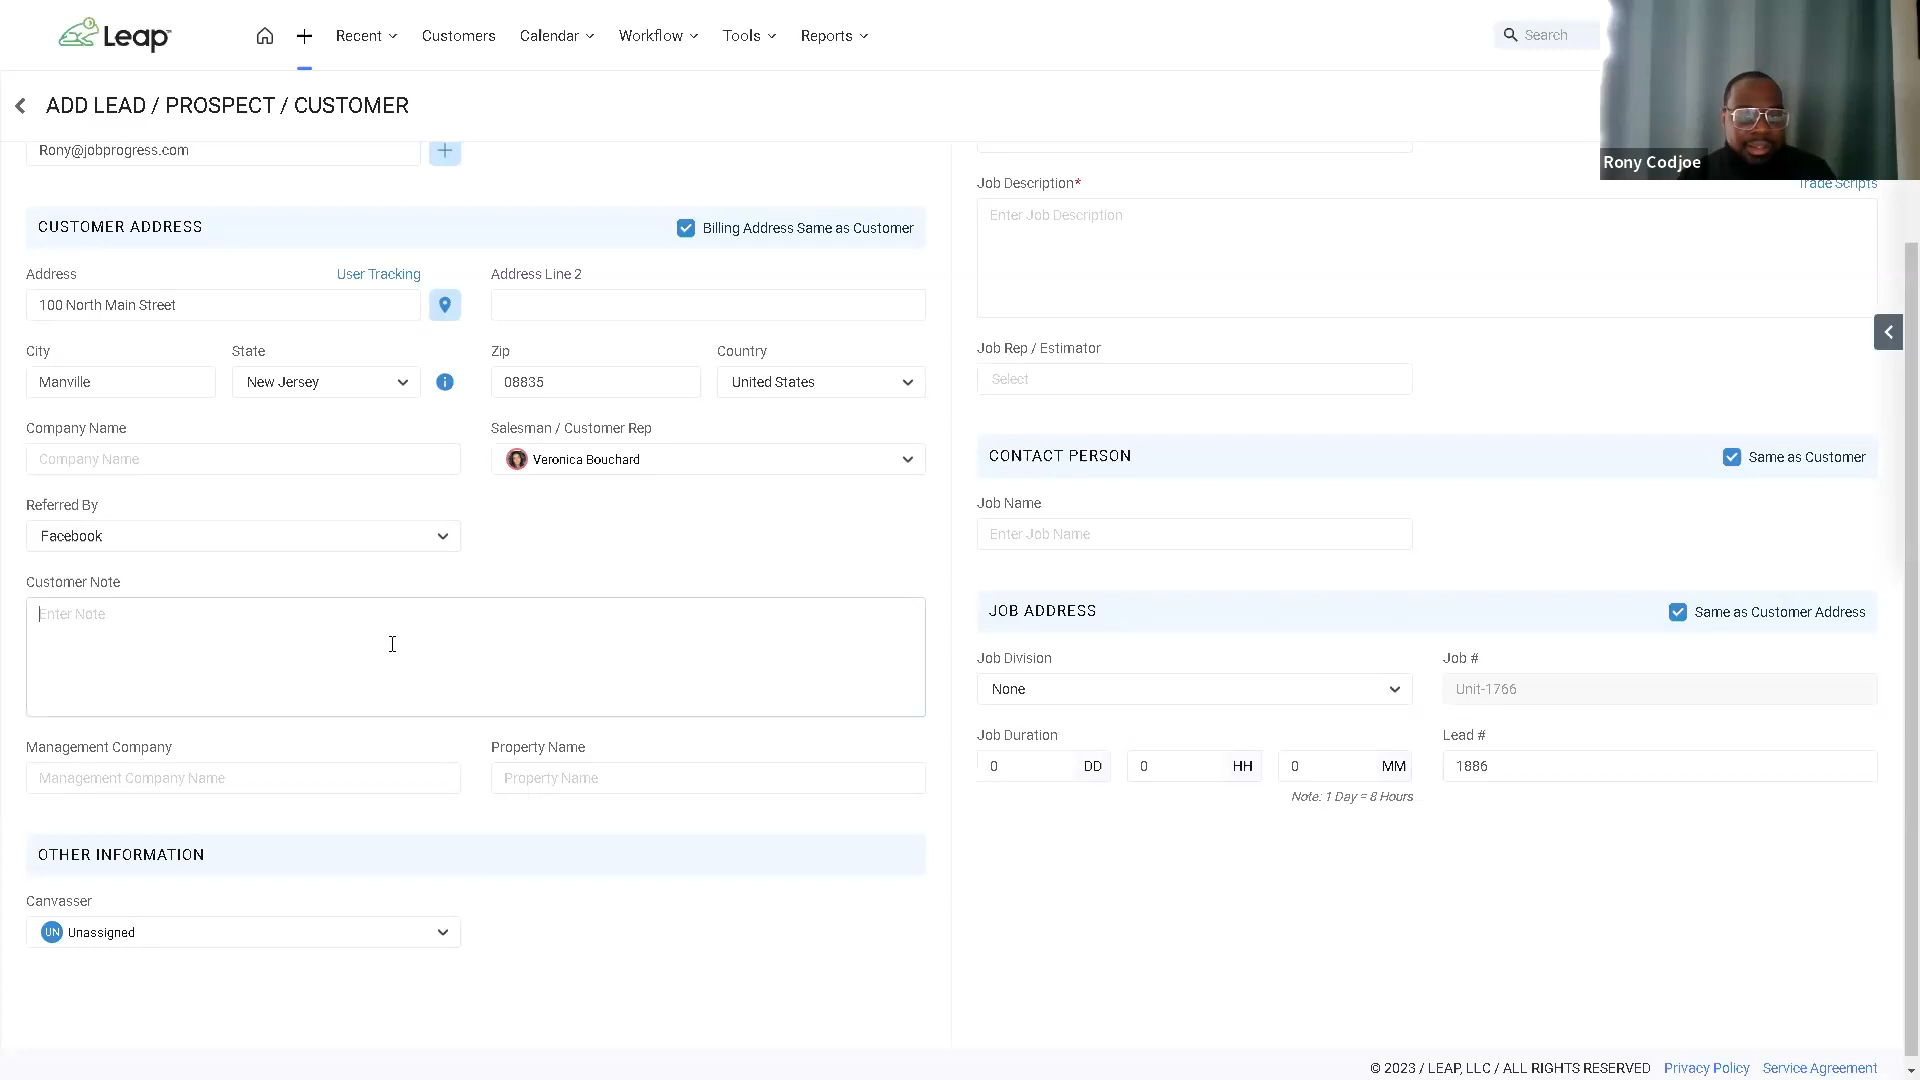 Leap
Recent
Customers
Calendar
Workflow
Tools
Reports
Search
Rony Codjoe
ADD LEAD / PROSPECT / CUSTOMER
Rony@jobprogress.com
CUSTOMER ADDRESS
Billing Address Same as Customer
Address
User Tracking
Address Line 2
100 North Main Street
City
State
Zip
Country
Manville
New Jersey
08835
United States
Company Name
Salesman / Customer Rep
Company Name
Veronica Bouchard
Referred By
Facebook
Customer Note
Enter Note
Management Company
Property Name
Management Company Name
Property Name
OTHER INFORMATION
Canvasser
UN Unassigned
Job Description*
Trade Scripts
Enter Job Description
Job Rep / Estimator
Select
CONTACT PERSON
Same as Customer
Job Name
Enter Job Name
JOB ADDRESS
Same as Customer Address
Job Division
Job #
None
Unit-1766
Job Duration
Lead #
0 DD
0 HH
0 MM
1886
Note: 1 Day = 8 Hours
© 2023 / LEAP, LLC / ALL RIGHTS RESERVED
Privacy Policy
Service Agreement